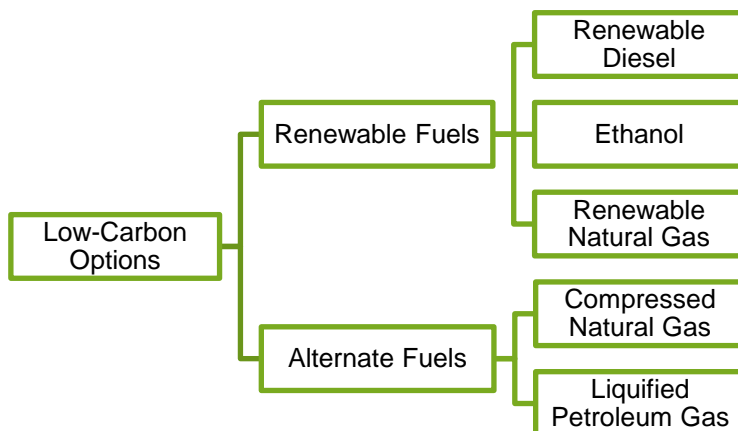 Low-Carbon
Options
Renewable Fuels
Renewable
Diesel
Ethanol
Renewable
Natural Gas
Alternate Fuels
Compressed
Natural Gas
Liquified
Petroleum Gas